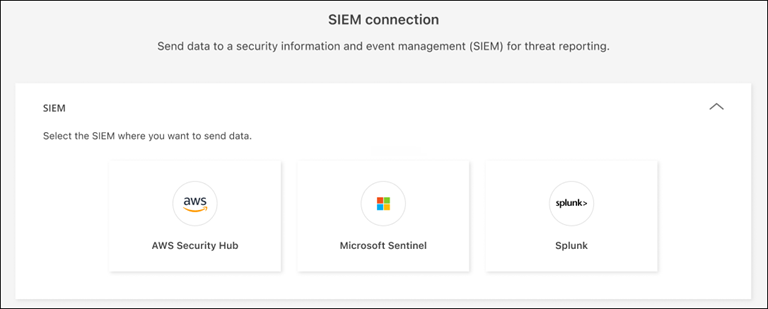 SIEM connection
Send data to a security information and event management (SIEM) for threat reporting.
SIEM
Select the SIEM where you want to send data.
aws
splunk>
AWS Security Hub
Microsoft Sentinel
Splunk